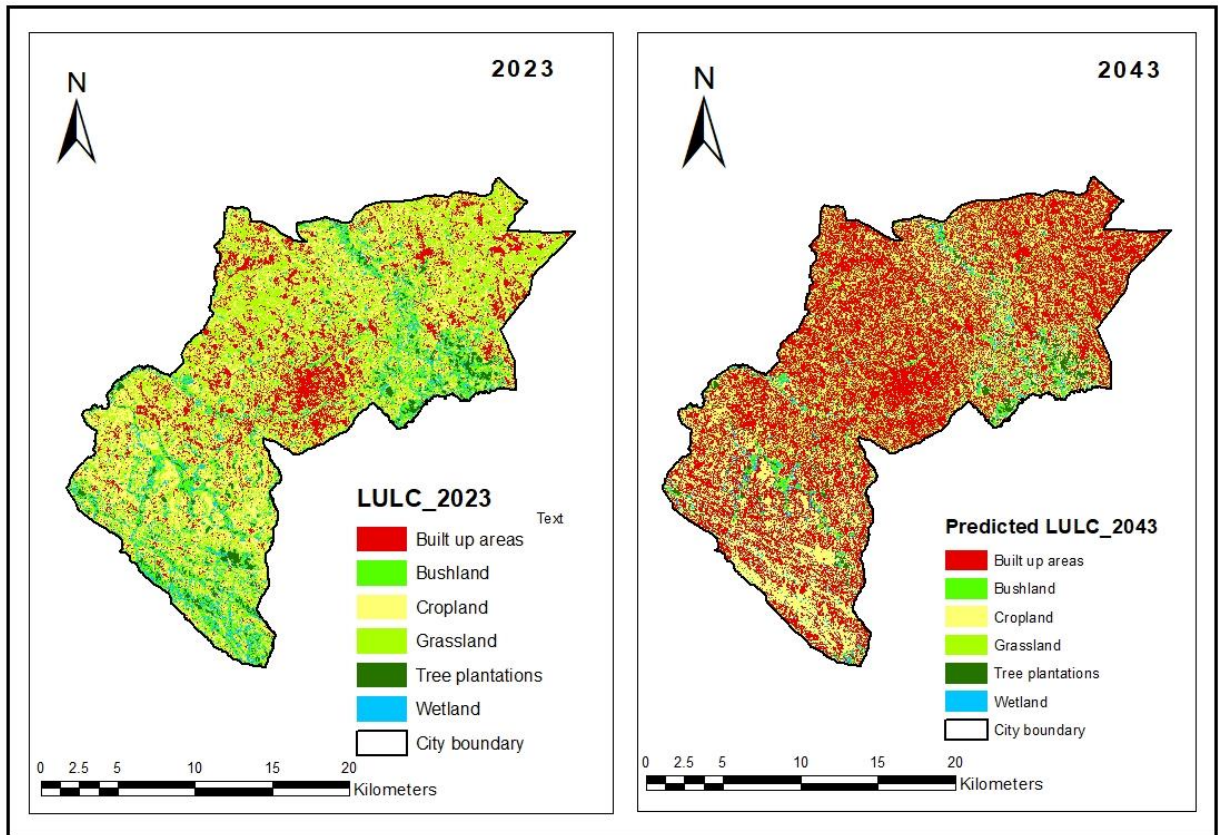 2023
N
LULC_2023
Text
Built up areas
Bushland
Cropland
Grassland
Tree plantations
Wetland
City boundary
0 2.5 5 10 15 20
Kilometers
2043
N
Predicted LULC_2043
Built up areas
Bushland
Cropland
Grassland
Tree plantations
Wetland
City boundary
0 2.5 5 10 15 20
Kilometers